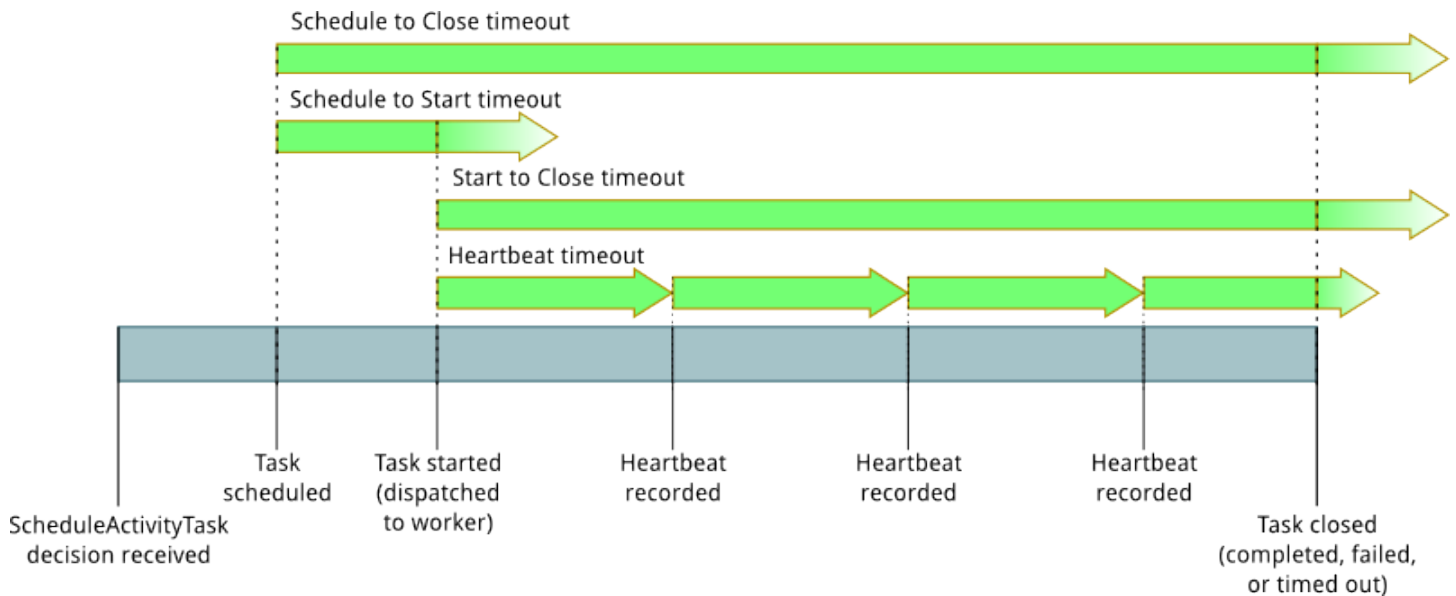 Schedule to Close timeout
Schedule to Start timeout
Start to Close timeout
Heartbeat timeout
Task
scheduled
Task started
(dispatched
to worker)
Heartbeat
recorded
Heartbeat
recorded
Heartbeat
recorded
ScheduleActivityTask
decision received
Task closed
(completed, failed,
or timed out)